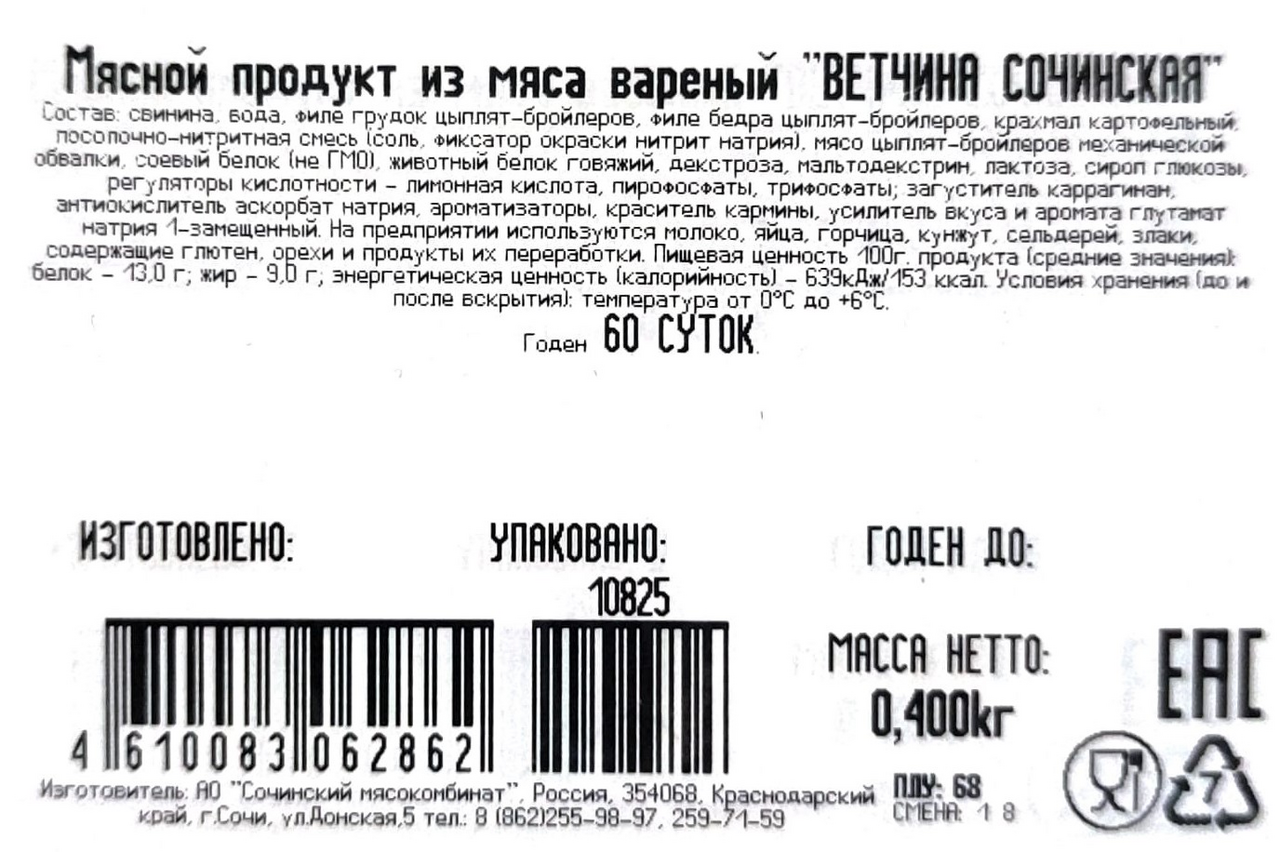 Мясной продукт из мяса вареный "ВЕТЧИНА СОЧИНСКАЯ"
Состав: свинина, вода, филе грудок цыплят-бройлеров, филе бедра цыплят-бройлеров, крахмал картофельный,
посолочно-нитритная смесь (соль, фиксатор окраски нитрит натрия), мясо цыплят-бройлеров механической
обвалки, соевый белок (не ГМО), животный белок говяжий, декстроза, мальтодекстрин, лактоза, сироп глюкозы,
регуляторы кислотности - лимонная кислота, пирофосфаты, трифосфаты; загуститель каррагинан,
антиокислитель аскорбат натрия, ароматизаторы, краситель кармины, усилитель вкуса и аромата глутамат
натрия 1-замещенный. На предприятии используются молоко, яйца, горчица, кунжут, сельдерей, злаки,
содержащие глютен, орехи и продукты их переработки. Пищевая ценность 100г. продукта (средние значения):
белок - 13,0 г; жир - 9,0 г; энергетическая ценность (калорийность) - 639кДж/153 ккал. Условия хранения (до и
после вскрытия): температура от 0°С до +6°С.
Годен 60 СУТОК.
ИЗГОТОВЛЕНО: УПАКОВАНО: ГОДЕН ДО:
10825
МАССА НЕТТО:
0,400кг
EAC
4 610083 062862
7
Изготовитель: АО "Сочинский мясокомбинат", Россия, 354068, Краснодарский
край, г.Сочи, ул.Донская,5 тел.: 8 (862)255-98-97, 259-71-59
ПЛУ: 68
СМЕНА: 1 8